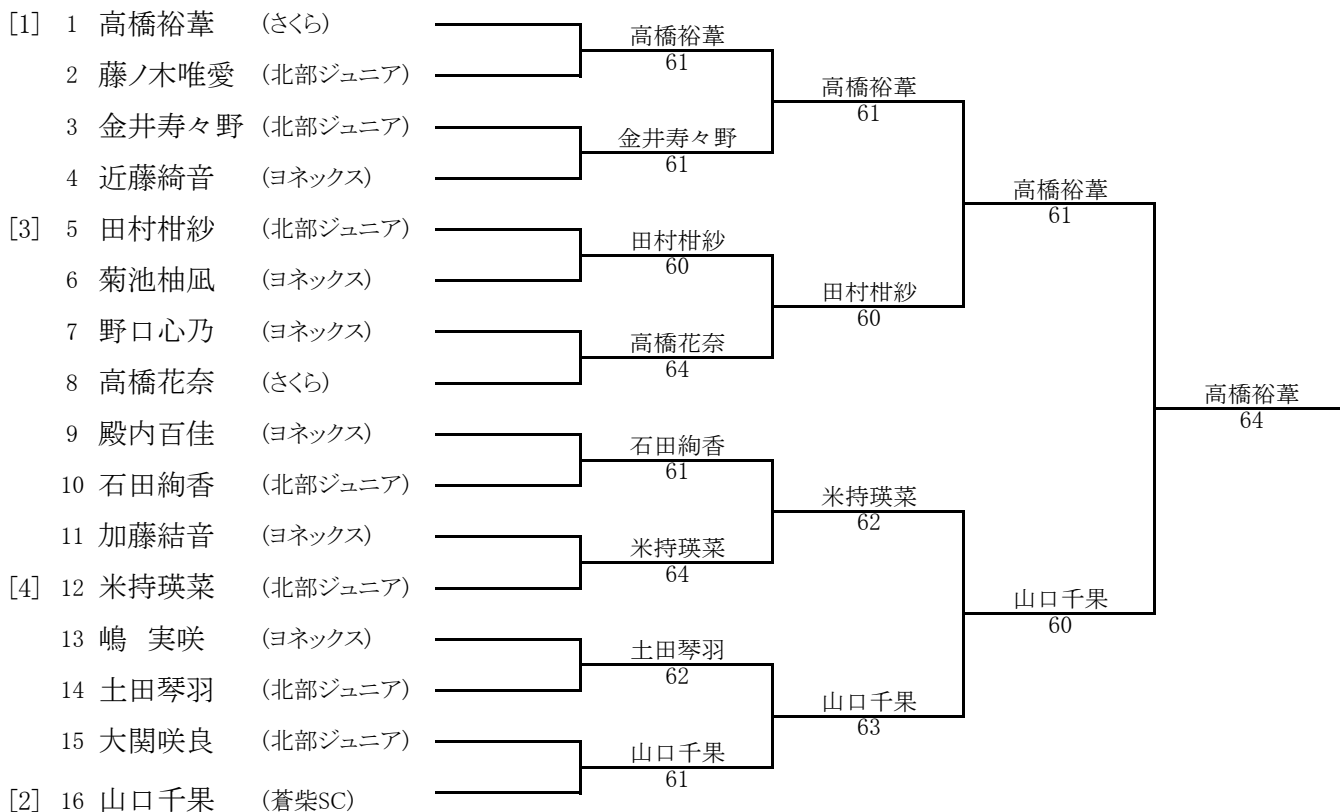 [1] 1 高橋裕葦 (さくら)
2 藤ノ木唯愛 (北部ジュニア)
3 金井寿々野 (北部ジュニア)
4 近藤綺音 (ヨネックス)
[3] 5 田村柑紗 (北部ジュニア)
6 菊池柚凪 (ヨネックス)
7 野口心乃 (ヨネックス)
8 高橋花奈 (さくら)
9 殿内百佳 (ヨネックス)
10 石田絢香 (北部ジュニア)
11 加藤結音 (ヨネックス)
[4] 12 米持瑛菜 (北部ジュニア)
13 嶋 実咲 (ヨネックス)
14 土田琴羽 (北部ジュニア)
15 大関咲良 (北部ジュニア)
[2] 16 山口千果 (蒼柴SC)
高橋裕葦
61
金井寿々野
61
田村柑紗
60
高橋花奈
64
石田絢香
61
米持瑛菜
64
土田琴羽
62
山口千果
61
高橋裕葦
61
田村柑紗
60
米持瑛菜
62
山口千果
63
高橋裕葦
61
山口千果
60
高橋裕葦
64